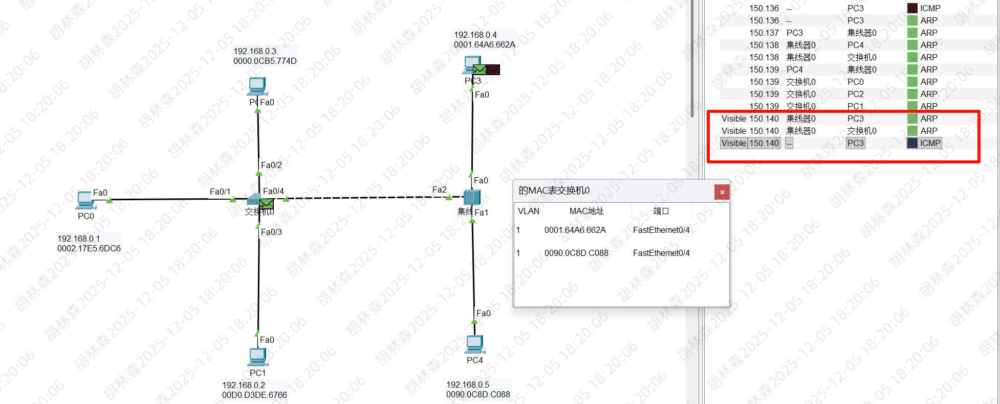 150.136 -- PC3 ICMP
150.136 -- PC3 ARP
150.137 PC3 集线器0 ARP
150.138 集线器0 PC4 ARP
150.138 集线器0 交换机0 ARP
150.139 PC4 集线器0 ARP
150.139 交换机0 PC0 ARP
150.139 交换机0 PC2 ARP
150.139 交换机0 PC1 ARP
Visible 150.140 集线器0 PC3 ARP
Visible 150.140 集线器0 交换机0 ARP
Visible 150.140 -- PC3 ICMP
192.168.0.4
0001.64A6.662A
PC3
Fa0
192.168.0.3
0000.0CB5.774D
Fa0
Fa0/2
Fa0
Fa0/1
Fa0/4
Fa2
Fa0
交换机0
集线
Fa1
PC0
Fa0/3
192.168.0.1
0002.17E5.6DC6
的MAC表交换机0
VLAN MAC地址 端口
1 0001.64A6.662A FastEthernet0/4
1 0090.0C8D.C088 FastEthernet0/4
Fa0
Fa0
PC4
PC1
192.168.0.2
00D0.D3DE.6766
192.168.0.5
0090.0C8D.C088
胡林森2025-12-05 18:20:06